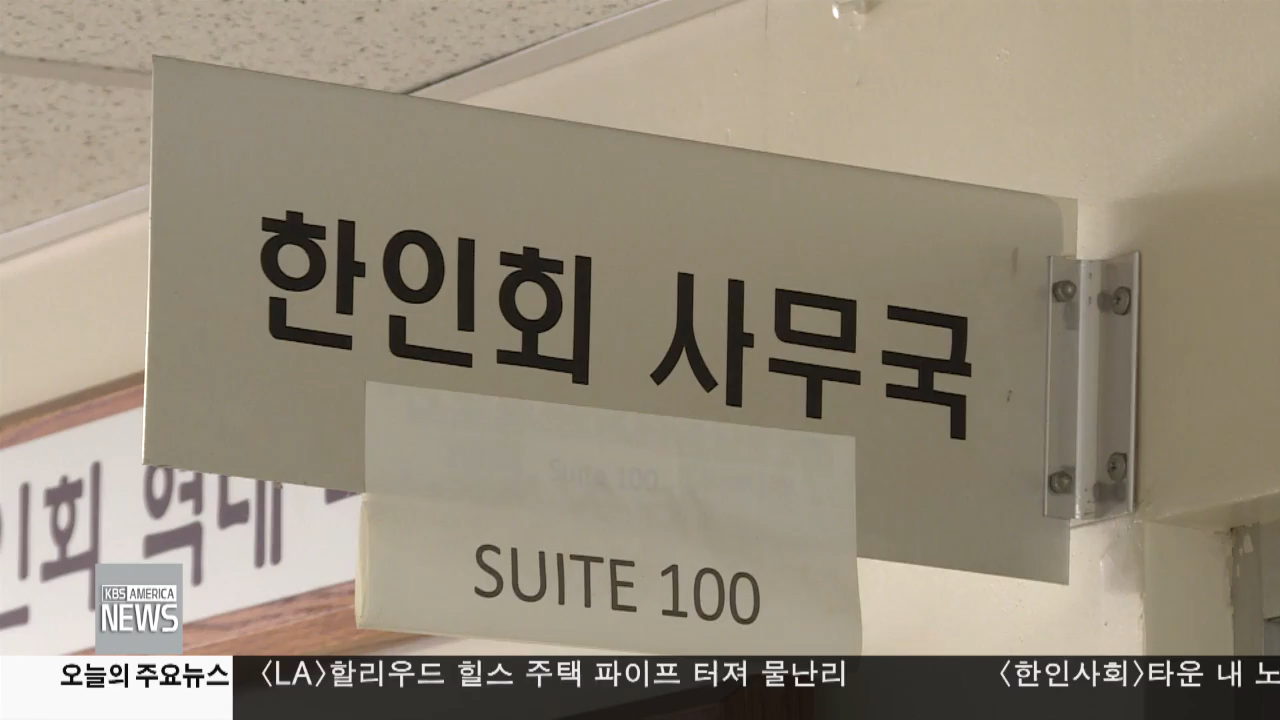 한인회 사무국
SUITE 100
Suite 100
인회 역대
KBS AMERICA
NEWS
오늘의 주요뉴스
〈LA〉할리우드 힐스 주택 파이프 터져 물난리
〈한인사회〉타운 내 노